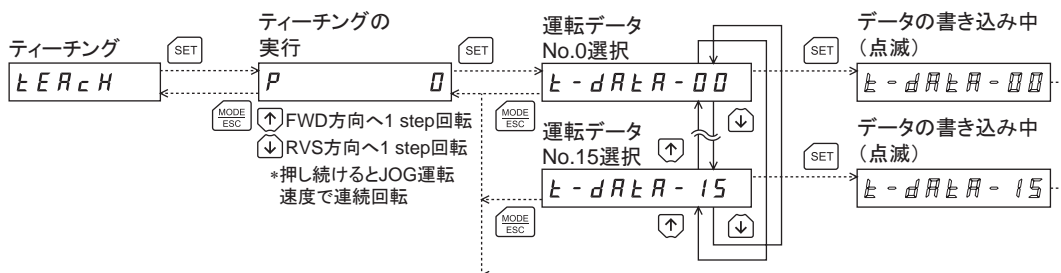 ティーチング
SET
tEAcH
MODE
ESC
ティーチングの
実行
P 0
↑FWD方向へ1 step回転
↓RVS方向へ1 step回転
*押し続けるとJOG運転
速度で連続回転
SET
MODE
ESC
運転データ
No.0選択
t-dAtA-00
↓
運転データ
No.15選択
↑
t-dAtA-15
MODE
ESC
↑
↓
SET
データの書き込み中
(点滅)
t-dAtA-00
SET
データの書き込み中
(点滅)
t-dAtA-15